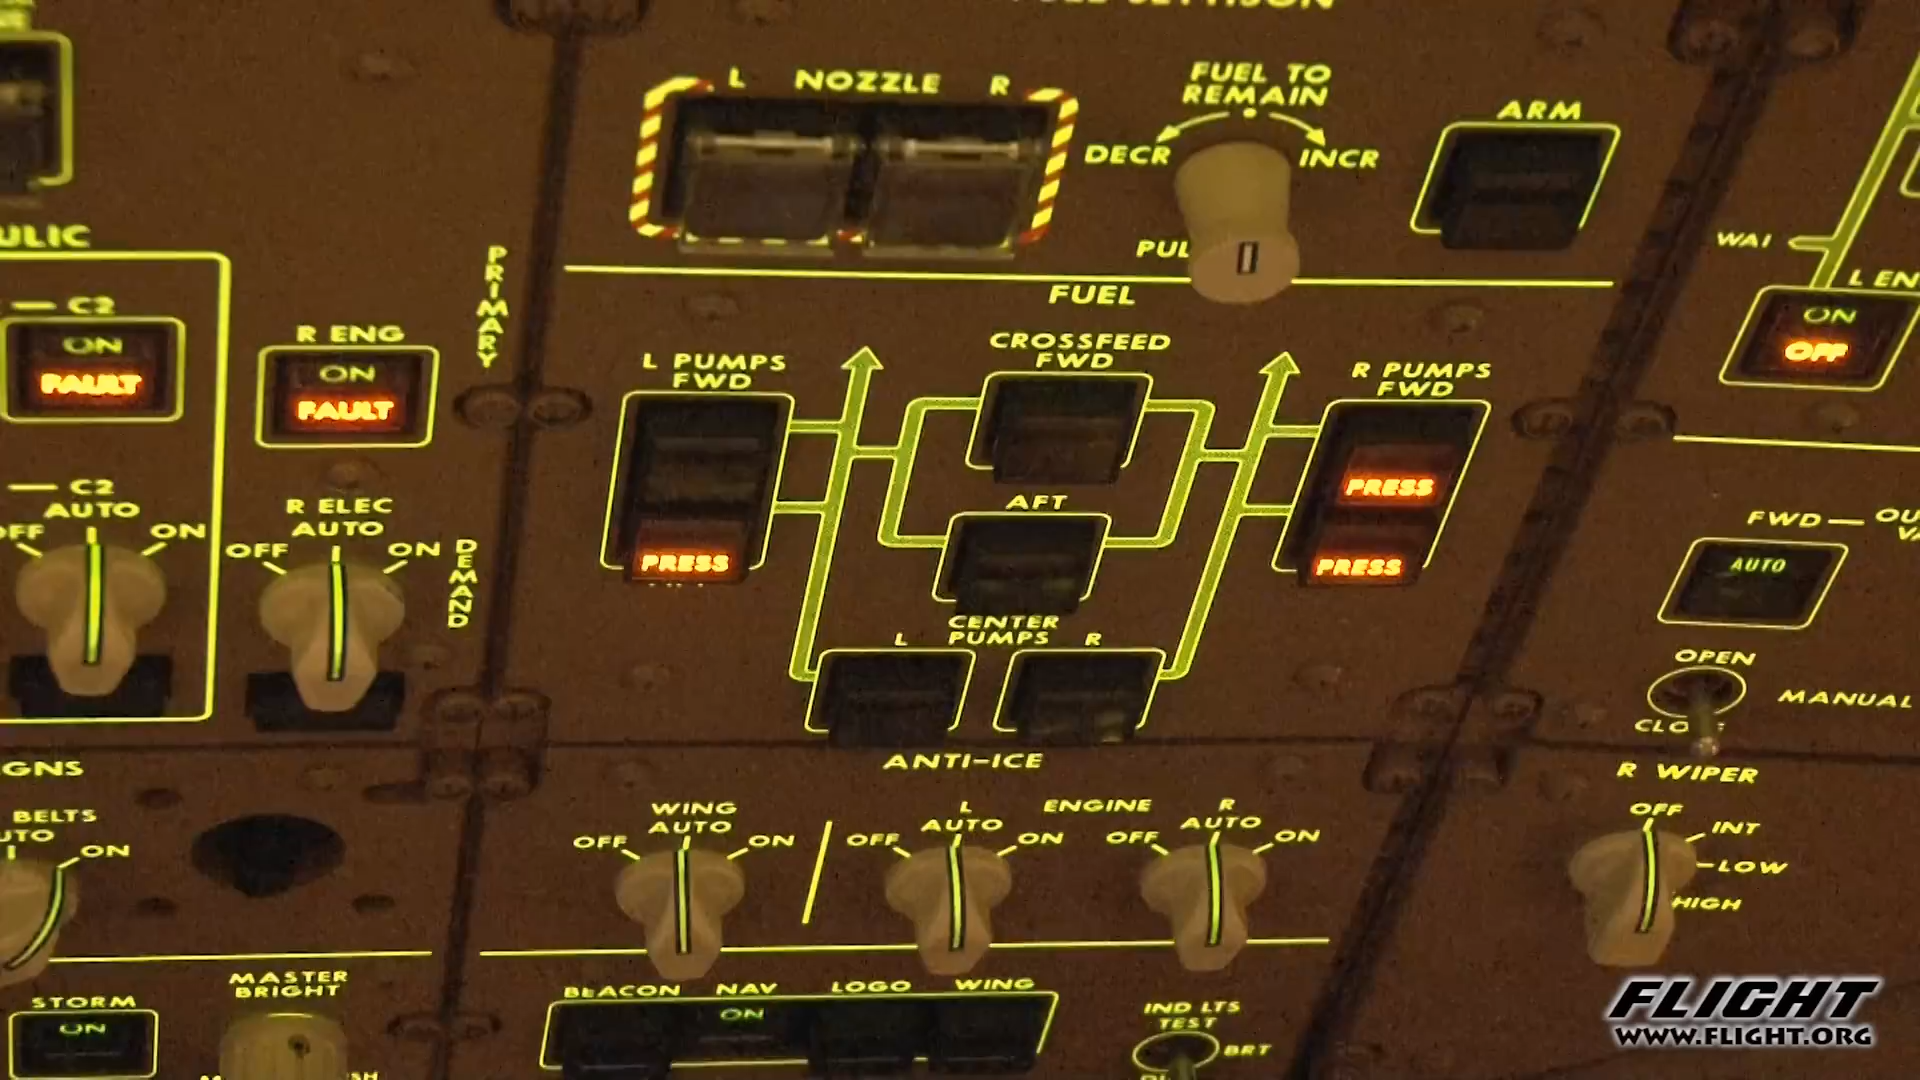 L NOZZLE R
FUEL TO
REMAIN
DECR
INCR
ARM
WAI
FUEL
C2
ON
FAULT
R ENG
ON
FAULT
PRIMARY
L PUMPS
FWD
PRESS
CROSSFEED
FWD
AFT
R PUMPS
FWD
PRESS
PRESS
ON
OFF
C2
AUTO
ON
R ELEC
AUTO
OFF
ON
DEMAND
CENTER
L PUMPS R
FWD
AUTO
OPEN
MANUAL
ANTI-ICE
WING
AUTO
OFF
ON
L ENGINE R
AUTO
OFF
ON
AUTO
OFF
ON
R WIPER
OFF
INT
LOW
HIGH
BELTS
ON
STORM
ON
MASTER
BRIGHT
BEACON NAV LOGO WING
ON
IND LTS
TEST
BRT
FLIGHT
WWW.FLIGHT.ORG